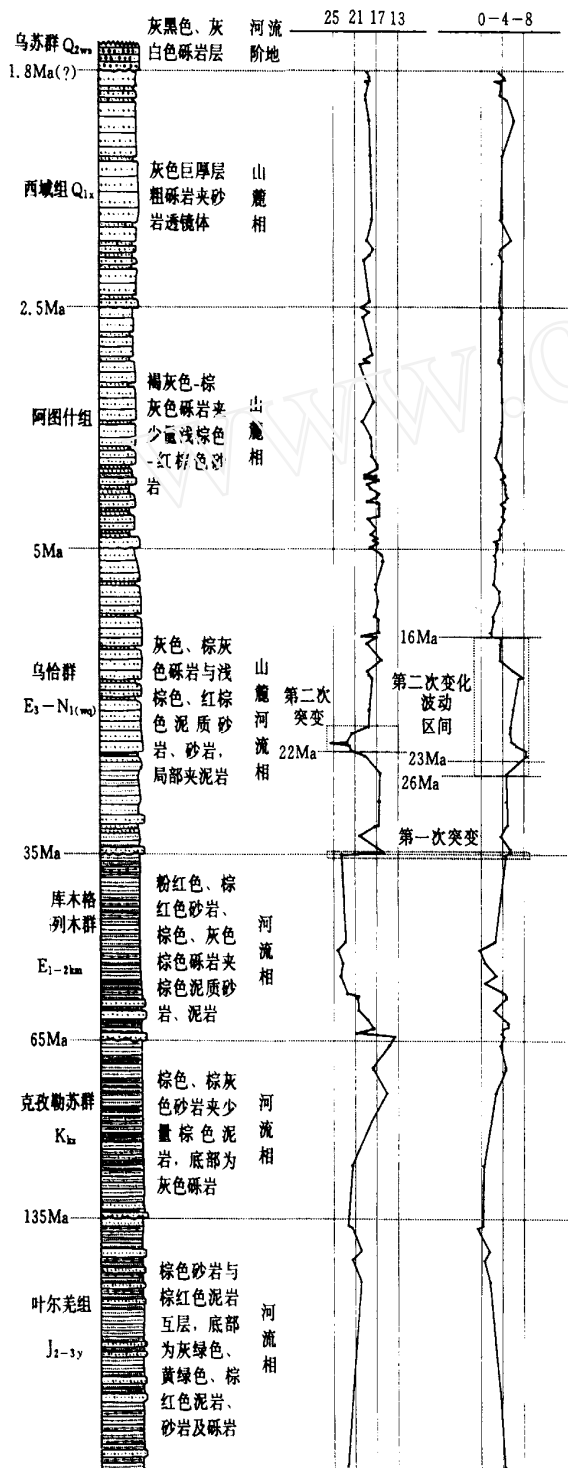 25 21 17 13
0 -4 -8
乌苏群 Q2ws
灰黑色、灰
白色砾岩层
河流
阶地
1.8Ma(?)
西域组 Q1x
灰色巨厚层
粗砾岩夹砂
岩透镜体
山
麓
相
2.5Ma
阿图什组
褐灰色-棕
灰色砾岩夹
少量浅棕色
-红棕色砂
岩
山
麓
相
5Ma
16Ma
乌恰群
E3-N1(wq)
灰色、棕灰
色砾岩与浅
棕色、红棕
色泥质砂
岩、砂岩,
局部夹泥岩
山
麓
河
流
相
第二次
突变
22Ma
第二次变化
波动
区间
23Ma
26Ma
第一次突变
35Ma
库木格
列木群
E1-2km
粉红色、棕
红色砂岩、
棕色、灰色
棕色砾岩夹
棕色泥质砂
岩、泥岩
河
流
相
65Ma
克孜勒苏群
Kkz
棕色、棕灰
色砂岩夹少
量棕色泥
岩,底部为
灰色砾岩
河
流
相
135Ma
叶尔羌组
J2-3y
棕色砂岩与
棕红色泥岩
互层,底部
为灰绿色、
黄绿色、棕
红色泥岩、
砂岩及砾岩
河
流
相